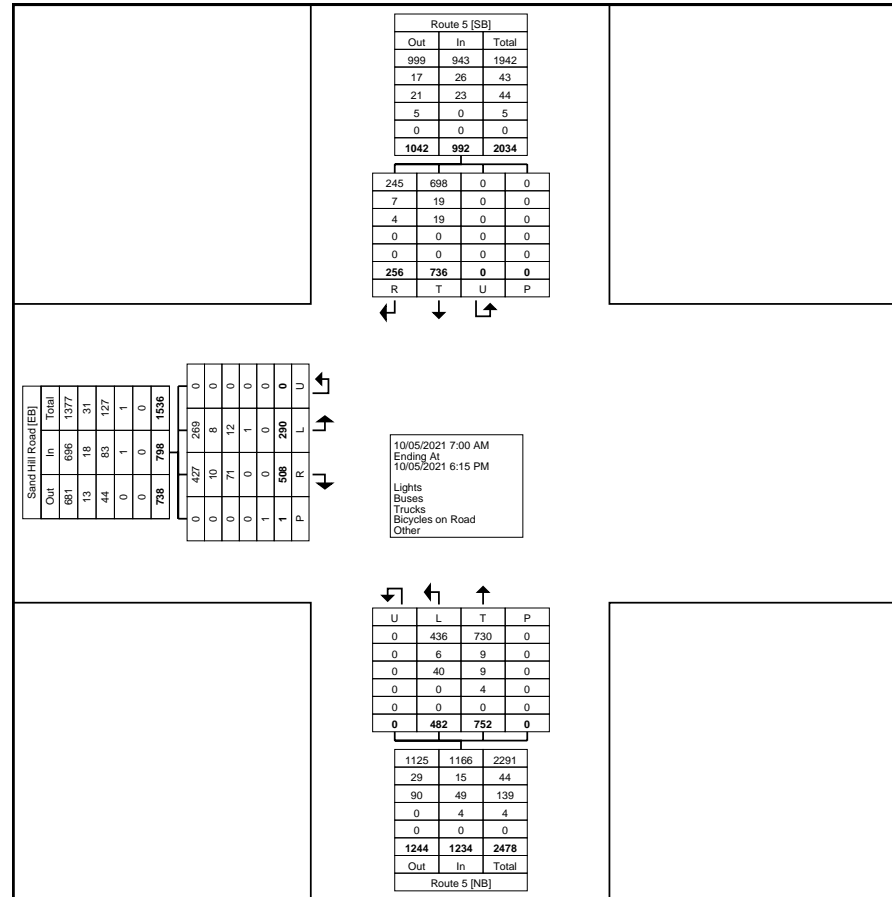 Route 5 [SB]
Out In Total
999 943 1942
17 26 43
21 23 44
5 0 5
0 0 0
1042 992 2034
245 698 0 0
7 19 0 0
4 19 0 0
0 0 0 0
0 0 0 0
256 736 0 0
R T U P
Sand Hill Road [EB]
Out In Total
681 696 1377
13 18 31
44 83 127
0 1 1
0 0 0
738 798 1536
0 427 269 0
0 10 8 0
0 71 12 0
0 0 1 0
1 0 0 0
1 508 290 0
P R L U
10/05/2021 7:00 AM
Ending At
10/05/2021 6:15 PM
Lights
Buses
Trucks
Bicycles on Road
Other
U L T P
0 436 730 0
0 6 9 0
0 40 9 0
0 0 4 0
0 0 0 0
0 482 752 0
1125 1166 2291
29 15 44
90 49 139
0 4 4
0 0 0
1244 1234 2478
Out In Total
Route 5 [NB]